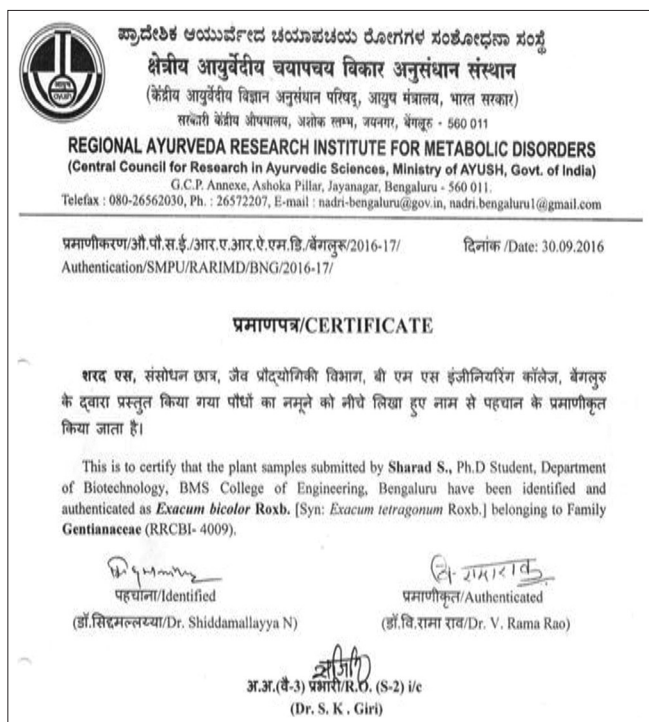 ಪ್ರಾದೇಶಿಕ ಆಯುರ್ವೇದ ಚಯಾಪಚಯ ರೋಗಗಳ ಸಂಶೋಧನಾ ಸಂಸ್ಥೆ
क्षेत्रीय आयुर्वेदीय चयापचय विकार अनुसंधान संस्थान
(केंद्रीय आयुर्वेदीय विज्ञान अनुसंधान परिषद्, आयुष मंत्रालय, भारत सरकार)
सरकारी केंद्रीय औषधालय, अशोक स्तम्भ, जयनगर, बेंगलूरु - 560 011
REGIONAL AYURVEDA RESEARCH INSTITUTE FOR METABOLIC DISORDERS
(Central Council for Research in Ayurvedic Sciences, Ministry of AYUSH, Govt. of India)
G.C.P. Annexe, Ashoka Pillar, Jayanagar, Bengaluru - 560 011.
Telefax : 080-26562030, Ph. : 26572207, E-mail : nadri-bengaluru@gov.in, nadri.bengaluru1@gmail.com
प्रमाणीकरण/औ.पौ.स.ई./आर.ए.आर.ऐ.एम.डि./बेंगलुरू/2016-17/ दिनांक /Date: 30.09.2016
Authentication/SMPU/RARIMD/BNG/2016-17/
प्रमाणपत्र/CERTIFICATE
शरद एस, संसोधन छात्र, जैव प्रौद्योगिकी विभाग, बी एम एस इंजीनियरिंग कॉलेज, बेंगलुरु
के द्वारा प्रस्तुत किया गया पौधों का नमूने को नीचे लिखा हुए नाम से पहचान के प्रमाणीकृत
किया जाता है।
This is to certify that the plant samples submitted by Sharad S., Ph.D Student, Department
of Biotechnology, BMS College of Engineering, Bengaluru have been identified and
authenticated as Exacum bicolor Roxb. [Syn: Exacum tetragonum Roxb.] belonging to Family
Gentianaceae (RRCBI- 4009).
पहचाना/Identified प्रमाणीकृत/Authenticated
(डॉ.सिद्दमल्लय्या/Dr. Shiddamallayya N) (डॉ.वि.रामा राव/Dr. V. Rama Rao)
अ.अ.(वै-3) प्रभारी/R.O. (S-2) i/c
(Dr. S. K . Giri)